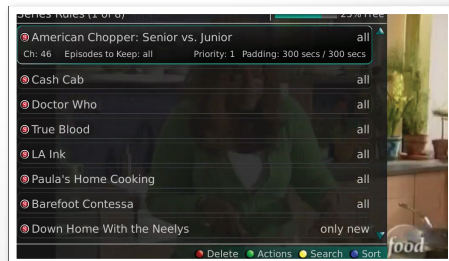 Series Rules (1 of 8) 25% Free
American Chopper: Senior vs. Junior all
Ch: 46 Episodes to Keep: all Priority: 1 Padding: 300 secs / 300 secs
Cash Cab all
Doctor Who all
True Blood all
LA Ink all
Paula's Home Cooking all
Barefoot Contessa all
Down Home With the Neelys only new
food
Delete Actions Search Sort